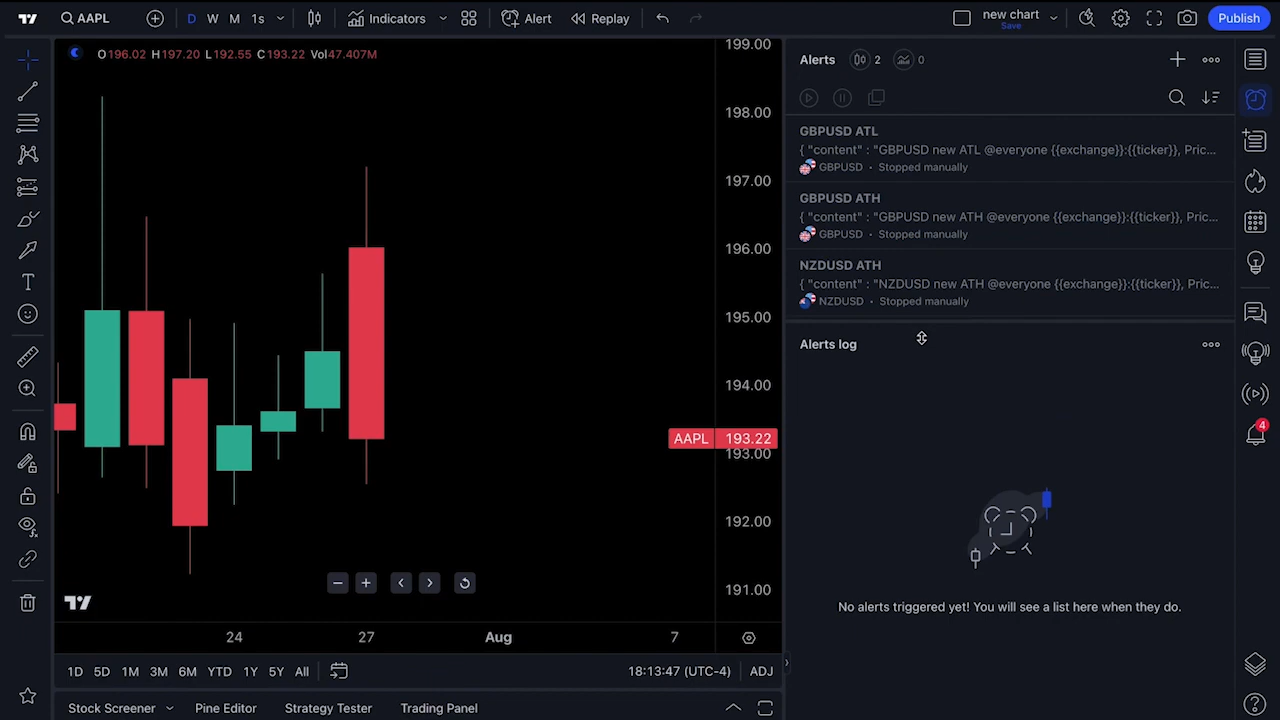 AAPL
D W M 1s
Indicators
Alert
Replay
new chart
Save
Publish
O196.02 H197.20 L192.55 C193.22 Vol47.407M
199.00
198.00
197.00
196.00
195.00
194.00
AAPL 193.22
193.00
192.00
191.00
24 27 Aug 7
1D 5D 1M 3M 6M YTD 1Y 5Y All
18:13:47 (UTC-4) ADJ
Stock Screener Pine Editor Strategy Tester Trading Panel
Alerts 2 0
GBPUSD ATL
{ "content" : "GBPUSD new ATL @everyone {{exchange}}:{{ticker}}, Pric...
GBPUSD · Stopped manually
GBPUSD ATH
{ "content" : "GBPUSD new ATH @everyone {{exchange}}:{{ticker}}, Pric...
GBPUSD · Stopped manually
NZDUSD ATH
{ "content" : "NZDUSD new ATH @everyone {{exchange}}:{{ticker}}, Pric...
NZDUSD · Stopped manually
Alerts log
No alerts triggered yet! You will see a list here when they do.
4